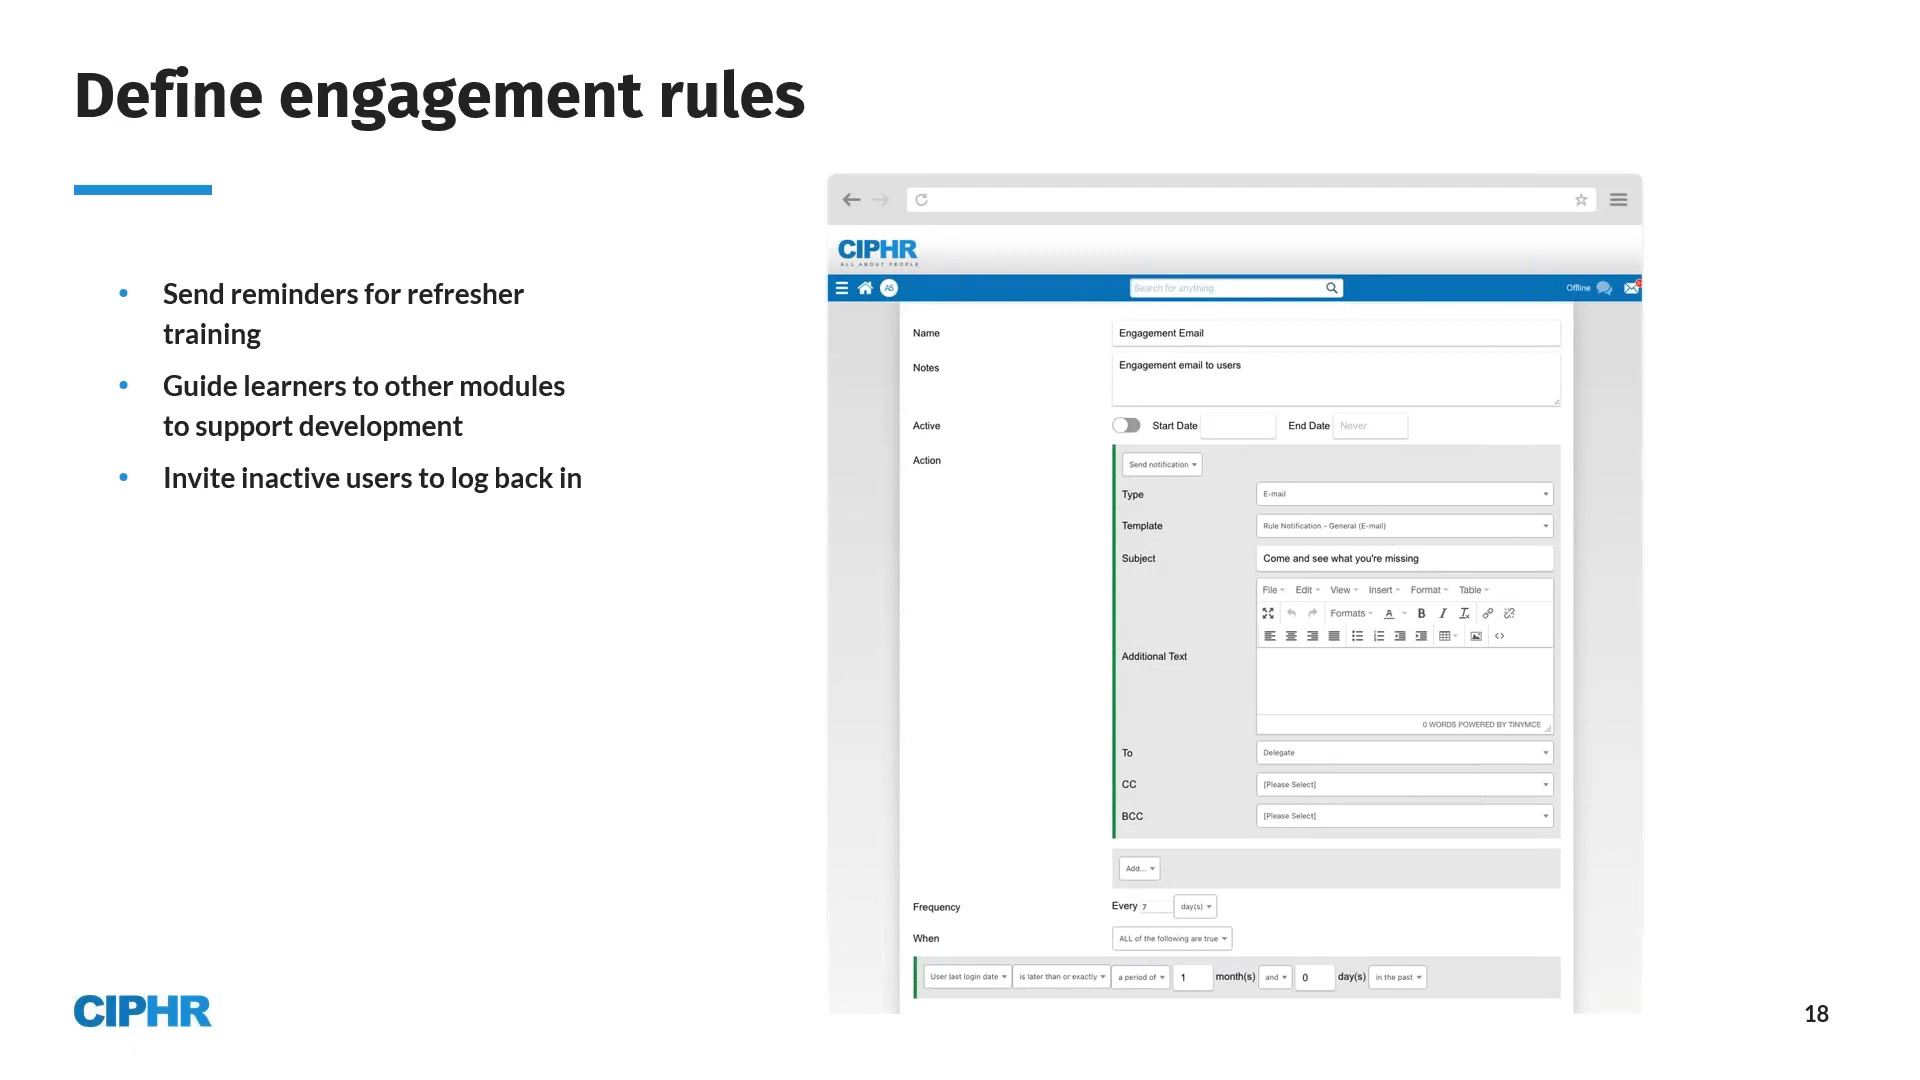 Define engagement rules
• Send reminders for refresher
training
• Guide learners to other modules
to support development
• Invite inactive users to log back in
CIPHR
ALL ABOUT PEOPLE
AS
Search for anything
Offline
Name
Engagement Email
Notes
Engagement email to users
Active
Start Date
End Date
Never
Action
Send notification
Type
E-mail
Template
Rule Notification - General (E-mail)
Subject
Come and see what you're missing
File Edit View Insert Format Table
Formats A B I Tx
Additional Text
0 WORDS POWERED BY TINYMCE
To
Delegate
CC
[Please Select]
BCC
[Please Select]
Add...
Frequency
Every 7 day(s)
When
ALL of the following are true
User last login date is later than or exactly a period of 1 month(s) and 0 day(s) in the past
CIPHR
18